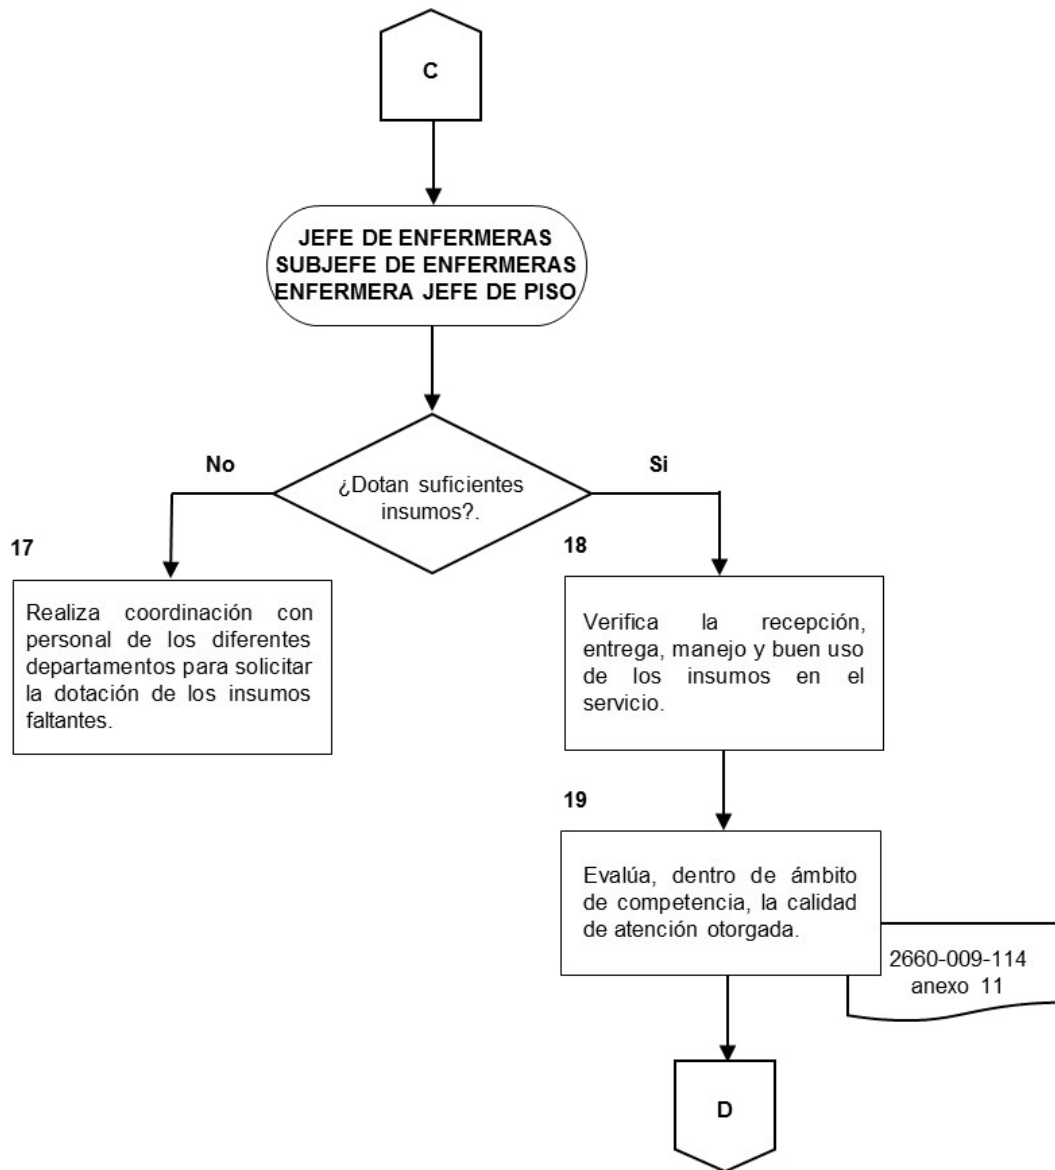 C
JEFE DE ENFERMERAS
SUBJEFE DE ENFERMERAS
ENFERMERA JEFE DE PISO
¿Dotan suficientes
insumos?.
No
Si
17
Realiza coordinación con
personal de los diferentes
departamentos para solicitar
la dotación de los insumos
faltantes.
18
Verifica la recepción,
entrega, manejo y buen uso
de los insumos en el
servicio.
19
Evalúa, dentro de ámbito
de competencia, la calidad
de atención otorgada.
2660-009-114
anexo 11
D